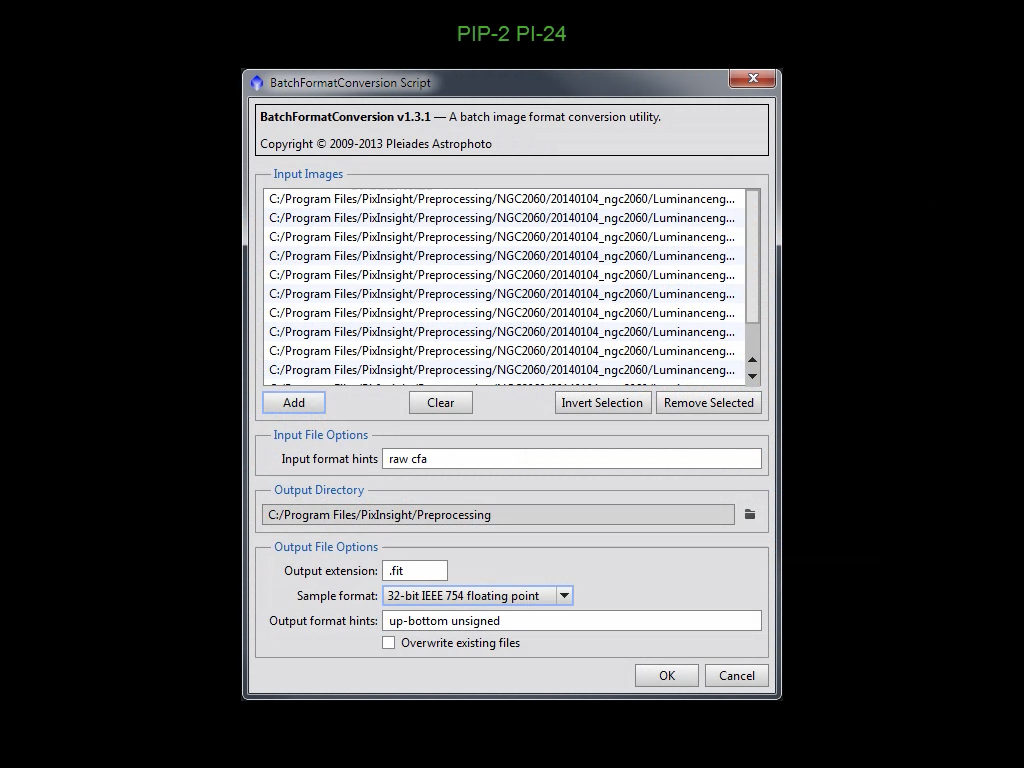 PIP-2 PI-24
BatchFormatConversion Script
BatchFormatConversion v1.3.1 — A batch image format conversion utility.
Copyright © 2009-2013 Pleiades Astrophoto
Input Images
C:/Program Files/PixInsight/Preprocessing/NGC2060/20140104_ngc2060/Luminanceng...
C:/Program Files/PixInsight/Preprocessing/NGC2060/20140104_ngc2060/Luminanceng...
C:/Program Files/PixInsight/Preprocessing/NGC2060/20140104_ngc2060/Luminanceng...
C:/Program Files/PixInsight/Preprocessing/NGC2060/20140104_ngc2060/Luminanceng...
C:/Program Files/PixInsight/Preprocessing/NGC2060/20140104_ngc2060/Luminanceng...
C:/Program Files/PixInsight/Preprocessing/NGC2060/20140104_ngc2060/Luminanceng...
C:/Program Files/PixInsight/Preprocessing/NGC2060/20140104_ngc2060/Luminanceng...
C:/Program Files/PixInsight/Preprocessing/NGC2060/20140104_ngc2060/Luminanceng...
C:/Program Files/PixInsight/Preprocessing/NGC2060/20140104_ngc2060/Luminanceng...
C:/Program Files/PixInsight/Preprocessing/NGC2060/20140104_ngc2060/Luminanceng...
Add Clear Invert Selection Remove Selected
Input File Options
Input format hints raw cfa
Output Directory
C:/Program Files/PixInsight/Preprocessing
Output File Options
Output extension: .fit
Sample format: 32-bit IEEE 754 floating point
Output format hints: up-bottom unsigned
Overwrite existing files
OK Cancel